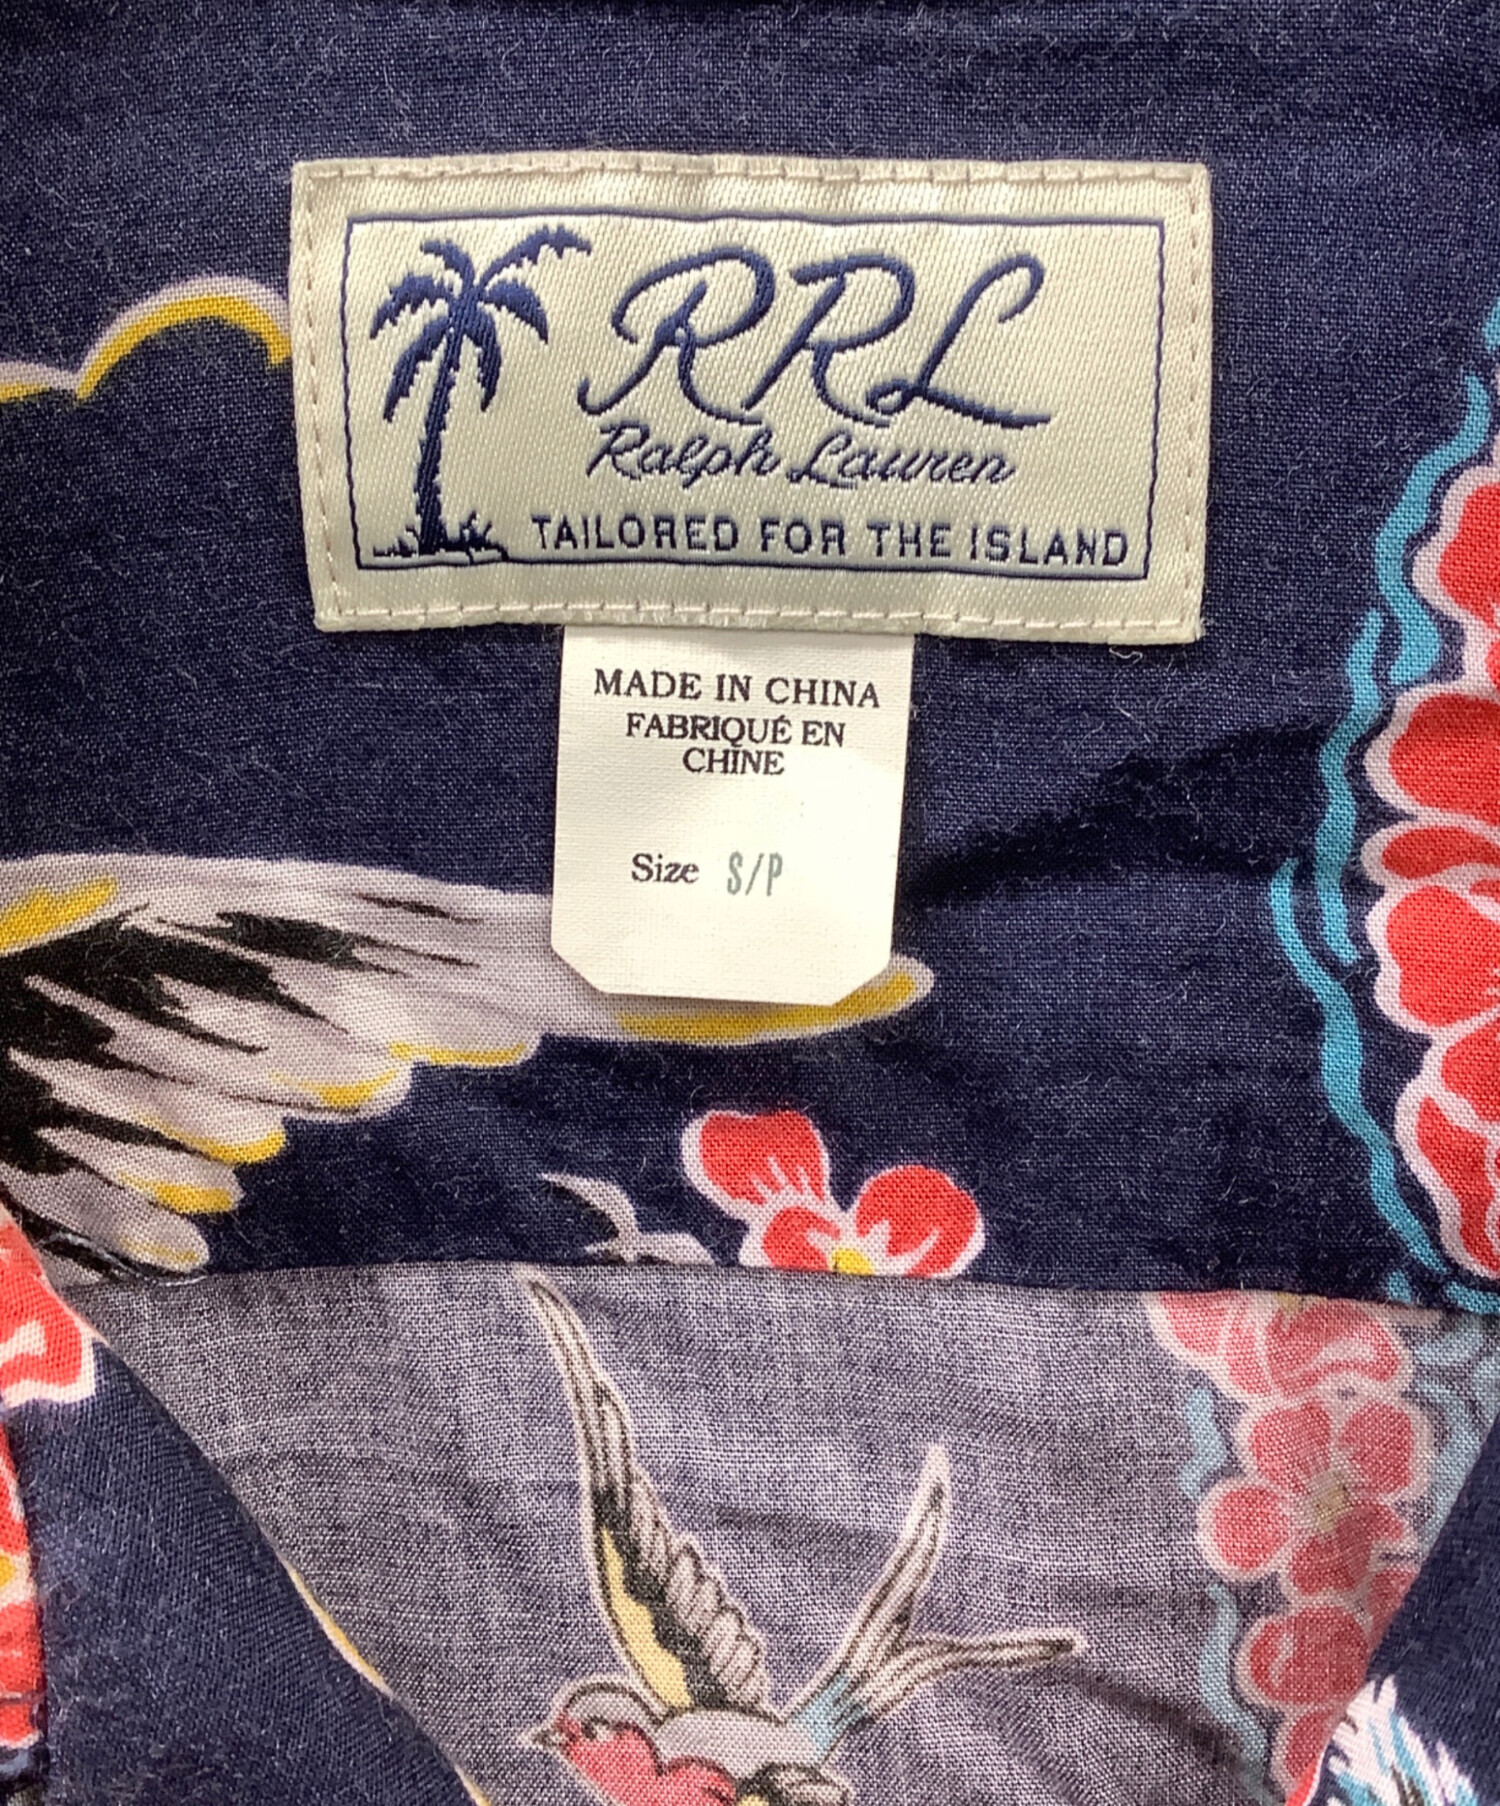 RRL
Ralph Lauren
TAILORED FOR THE ISLAND
MADE IN CHINA
FABRIQUÉ EN
CHINE
Size S/P